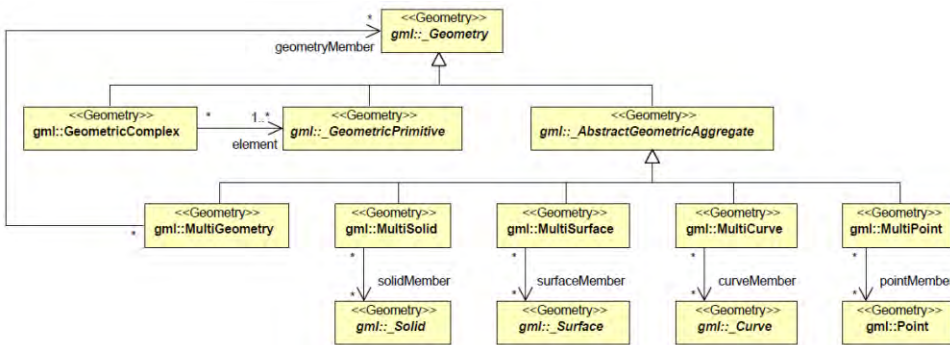 *
<<Geometry>>
gml::_Geometry
geometryMember
<<Geometry>>
gml::GeometricComplex
*
1..*
element
<<Geometry>>
gml::_GeometricPrimitive
<<Geometry>>
gml::_AbstractGeometricAggregate
<<Geometry>>
gml::MultiGeometry
*
<<Geometry>>
gml::MultiSolid
<<Geometry>>
gml::MultiSurface
<<Geometry>>
gml::MultiCurve
<<Geometry>>
gml::MultiPoint
*
solidMember
*
*
surfaceMember
*
*
curveMember
*
*
pointMember
*
<<Geometry>>
gml::_Solid
<<Geometry>>
gml::_Surface
<<Geometry>>
gml::_Curve
<<Geometry>>
gml::Point